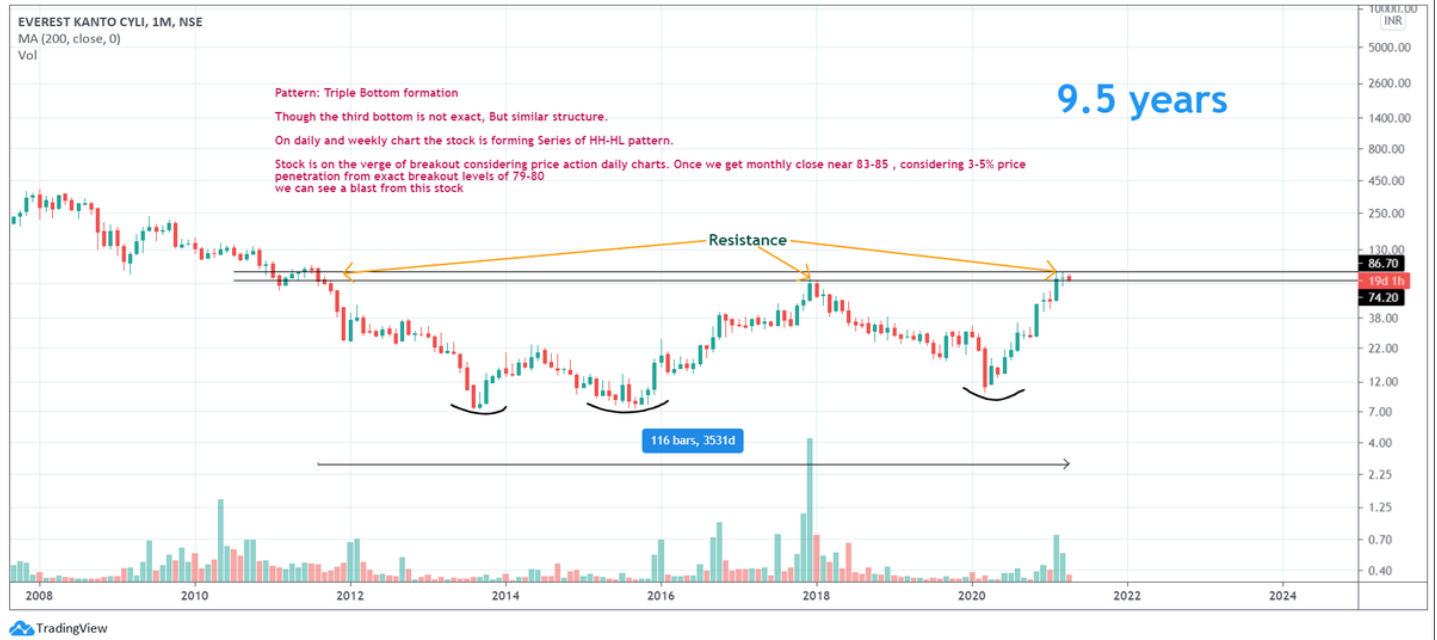 EVEREST KANTO CYLI, 1M, NSE
MA (200, close, 0)
Vol
Pattern: Triple Bottom formation
Though the third bottom is not exact, But similar structure.
On daily and weekly chart the stock is forming Series of HH-HL pattern.
Stock is on the verge of breakout considering price action daily charts. Once we get monthly close near 83-85 , considering 3-5% price
penetration from exact breakout levels of 79-80
we can see a blast from this stock
9.5 years
Resistance
116 bars, 3531d
10000.00
INR
5000.00
2600.00
1400.00
800.00
450.00
250.00
130.00
86.70
19d 1h
74.20
38.00
22.00
12.00
7.00
4.00
2.25
1.25
0.70
0.40
2008
2010
2012
2014
2016
2018
2020
2022
2024
TradingView